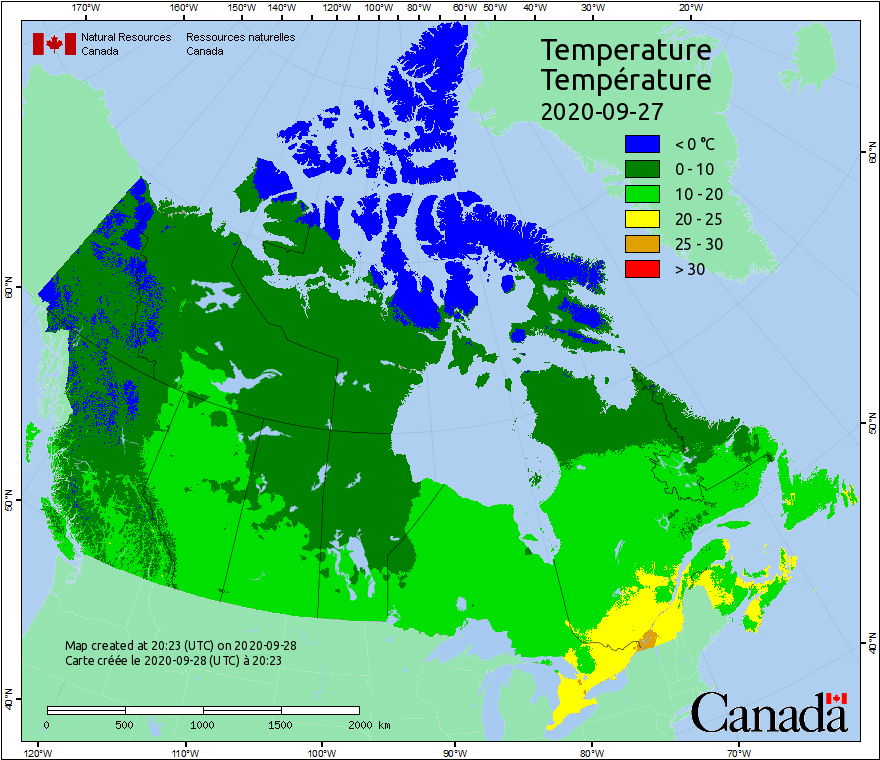 170°W 160°W 150°W 140°W 130°W 120°W 110°W 100°W 90°W 80°W 70°W 60°W 50°W 40°W 30°W 20°W
Natural Resources Ressources naturelles
Canada Canada
Temperature
Température
2020-09-27
< 0 °C
0 - 10
10 - 20
20 - 25
25 - 30
> 30
60°N
60°N
50°N
50°N
40°N
40°N
Map created at 20:23 (UTC) on 2020-09-28
Carte créée le 2020-09-28 (UTC) à 20:23
0 500 1000 1500 2000 km
Canada
120°W 110°W 100°W 90°W 80°W 70°W